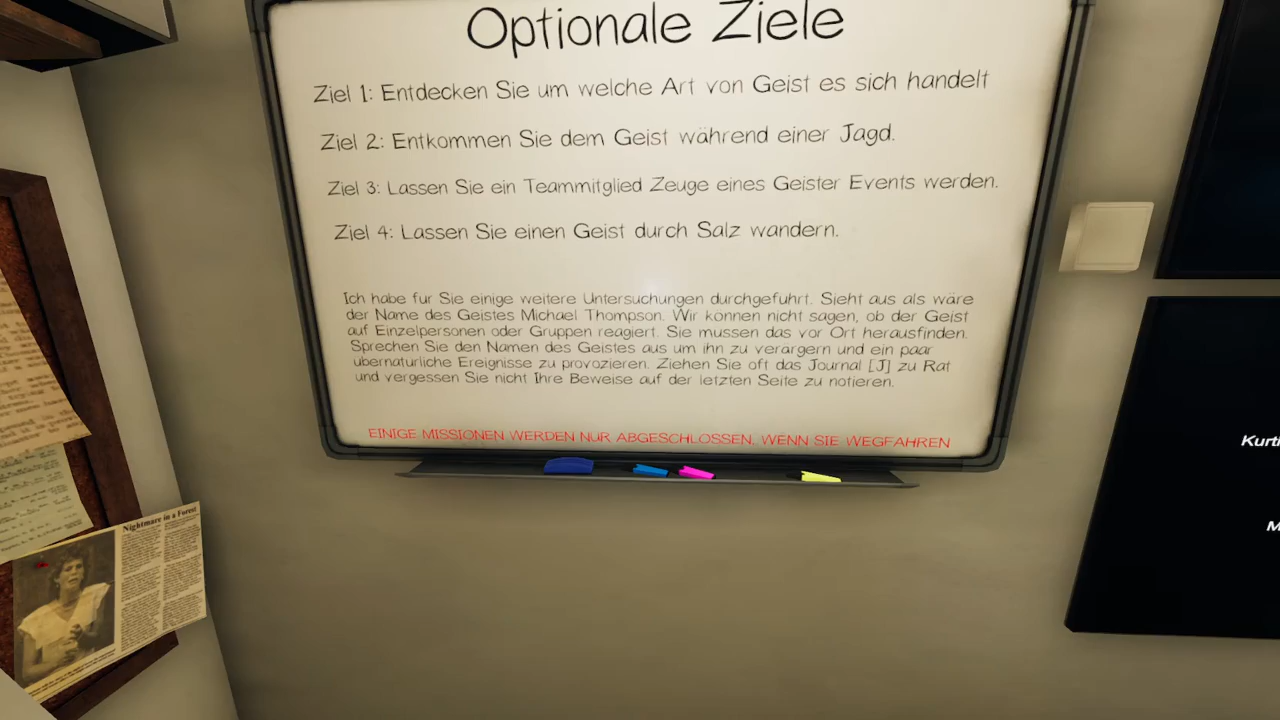 Optionale Ziele
Ziel 1: Entdecken Sie um welche Art von Geist es sich handelt
Ziel 2: Entkommen Sie dem Geist während einer Jagd.
Ziel 3: Lassen Sie ein Teammitglied Zeuge eines Geister Events werden.
Ziel 4: Lassen Sie einen Geist durch Salz wandern.
Ich habe fur Sie einige weitere Untersuchungen durchgefuhrt. Sieht aus als wäre
der Name des Geistes Michael Thompson. Wir konnen nicht sagen, ob der Geist
auf Einzelpersonen oder Gruppen reagiert. Sie mussen das vor Ort herausfinden.
Sprechen Sie den Namen des Geistes aus um ihn zu verargern und ein paar
ubernaturliche Ereignisse zu provozieren. Ziehen Sie oft das Journal [J] zu Rat
und vergessen Sie nicht Ihre Beweise auf der letzten Seite zu notieren.
EINIGE MISSIONEN WERDEN NUR ABGESCHLOSSEN, WENN SIE WEGFAHREN
Nightmare in a Forest
Kurti
M